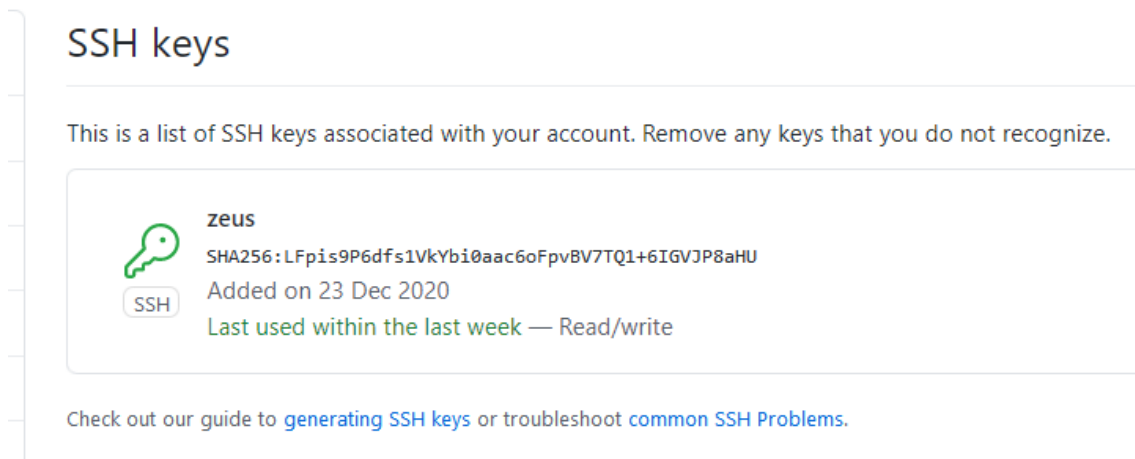 SSH keys
This is a list of SSH keys associated with your account. Remove any keys that you do not recognize.
zeus
SHA256:LFpis9P6dfs1VkYbi0aac6oFpvBV7TQ1+6IGVJP8aHU
Added on 23 Dec 2020
SSH
Last used within the last week — Read/write
Check out our guide to generating SSH keys or troubleshoot common SSH Problems.